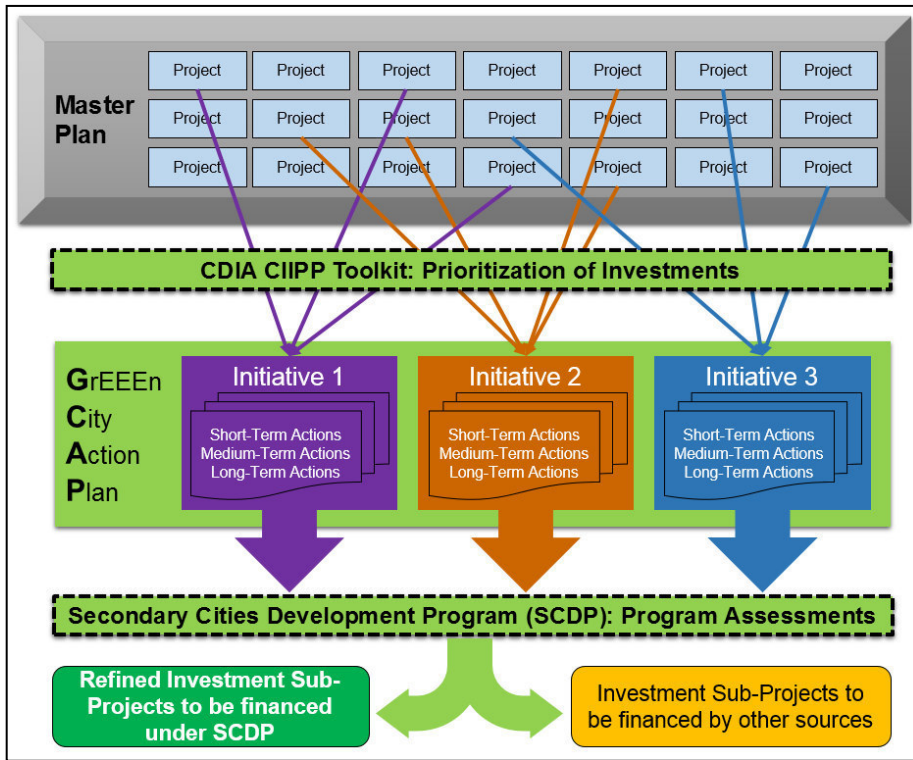 Project Project Project Project Project Project Project
Master
Plan
Project Project Project Project Project Project Project
Project Project Project Project Project Project Project
CDIA CIIPP Toolkit: Prioritization of Investments
GrEEEn
City
Action
Plan
Initiative 1
Short-Term Actions
Medium-Term Actions
Long-Term Actions
Initiative 2
Short-Term Actions
Medium-Term Actions
Long-Term Actions
Initiative 3
Short-Term Actions
Medium-Term Actions
Long-Term Actions
Secondary Cities Development Program (SCDP): Program Assessments
Refined Investment Sub-
Projects to be financed
under SCDP
Investment Sub-Projects to
be financed by other sources